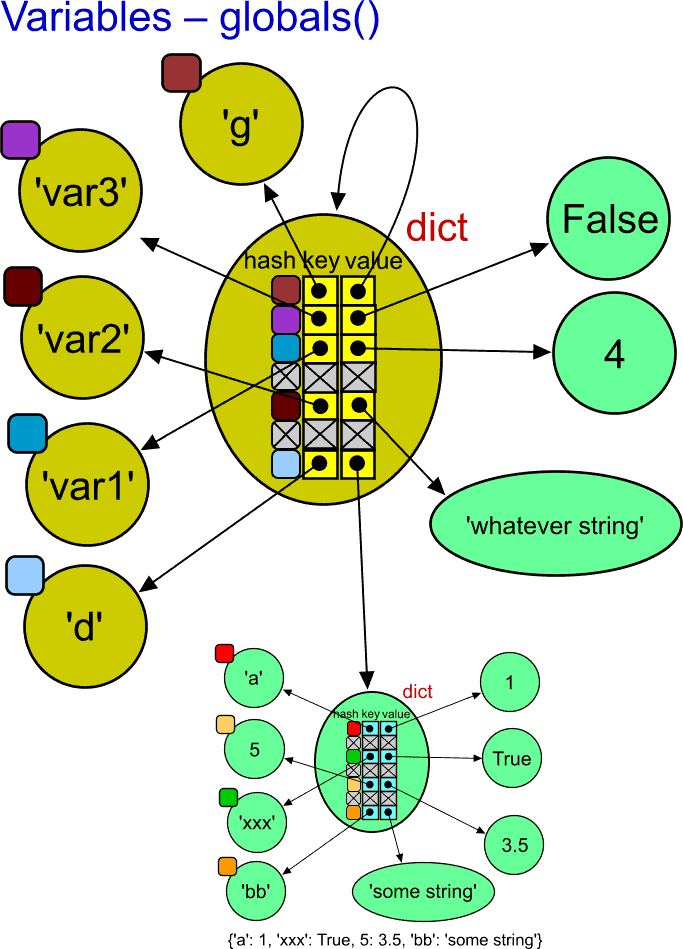 Variables – globals()
'g'
'var3'
False
dict
hash key value
'var2'
4
'var1'
'whatever string'
'd'
'a'
dict
1
hash key value
5
True
'xxx'
3.5
'bb'
'some string'
{'a': 1, 'xxx': True, 5: 3.5, 'bb': 'some string'}